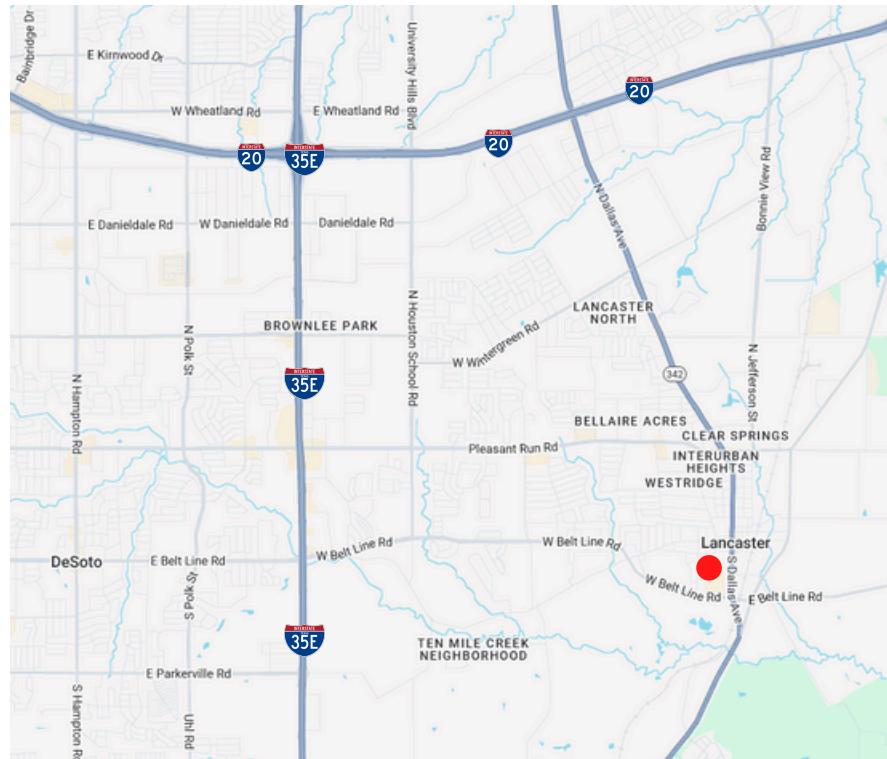 Bainbridge Dr
E Kirnwood Dr
University Hills Blvd
W Wheatland Rd
E Wheatland Rd
20
20
20
35E
Bonnie View Rd
E Danieldale Rd
W Danieldale Rd
Danieldale Rd
N Dallas Ave
LANCASTER
NORTH
BROWNLEE PARK
N Polk St
N Houston School Rd
W Wintergreen Rd
N Jefferson St
342
35E
N Hampton Rd
BELLAIRE ACRES
CLEAR SPRINGS
Pleasant Run Rd
INTERURBAN
HEIGHTS
WESTRIDGE
W Belt Line Rd
W Belt Line Rd
Lancaster
DeSoto
E Belt Line Rd
S Dallas Ave
W Belt Line Rd
E Belt Line Rd
S Polk St
35E
TEN MILE CREEK
NEIGHBORHOOD
E Parkerville Rd
S Hampton Rd
Uhl Rd